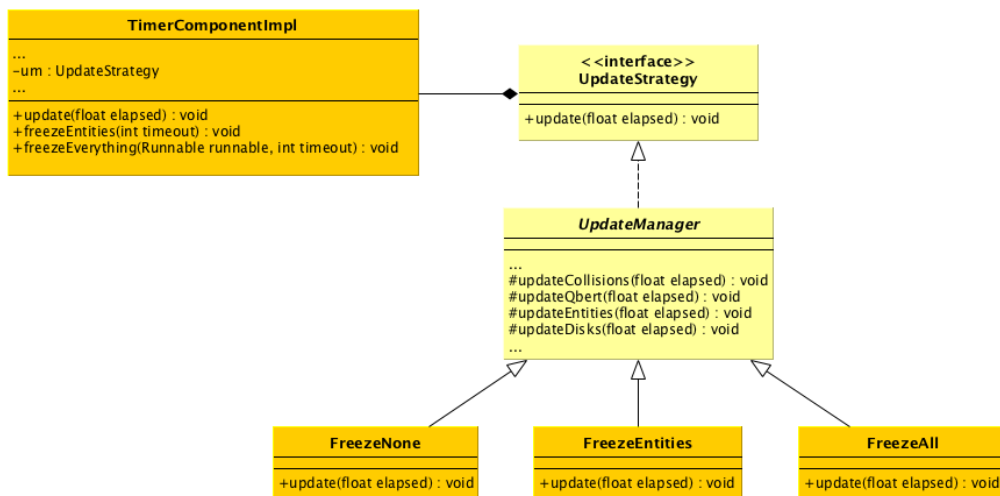 TimerComponentImpl
...
-um : UpdateStrategy
...
+update(float elapsed) : void
+freezeEntities(int timeout) : void
+freezeEverything(Runnable runnable, int timeout) : void
<<interface>>
UpdateStrategy
+update(float elapsed) : void
UpdateManager
...
#updateCollisions(float elapsed) : void
#updateQbert(float elapsed) : void
#updateEntities(float elapsed) : void
#updateDisks(float elapsed) : void
...
FreezeNone
+update(float elapsed) : void
FreezeEntities
+update(float elapsed) : void
FreezeAll
+update(float elapsed) : void